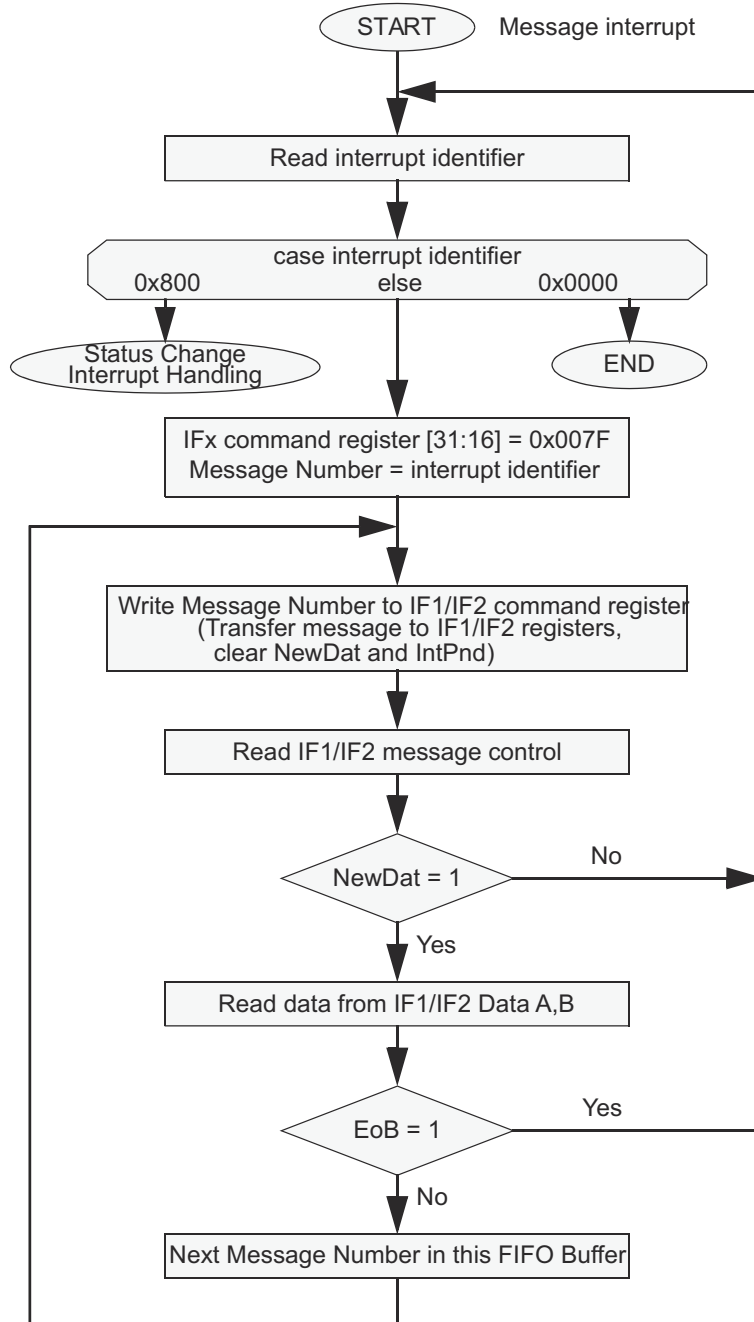 START
Message interrupt
Read interrupt identifier
case interrupt identifier
0x800
else
0x0000
Status Change
Interrupt Handling
END
IFx command register [31:16] = 0x007F
Message Number = interrupt identifier
Write Message Number to IF1/IF2 command register
(Transfer message to IF1/IF2 registers,
clear NewDat and IntPnd)
Read IF1/IF2 message control
NewDat = 1
No
Yes
Read data from IF1/IF2 Data A,B
EoB = 1
Yes
No
Next Message Number in this FIFO Buffer